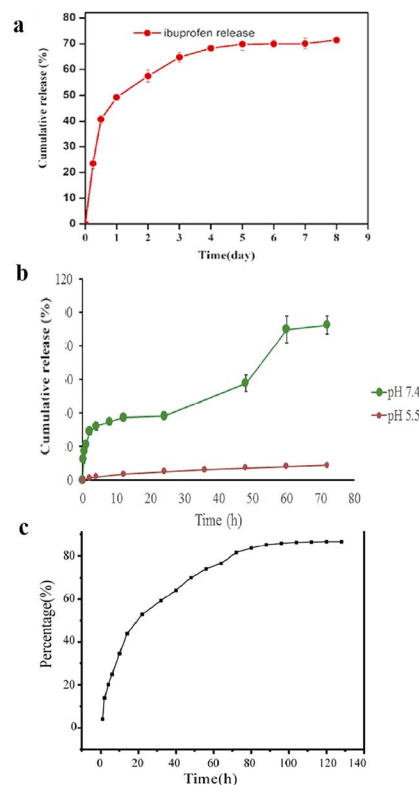 a
80
70
60
50
40
30
20
10
0
ibuprofen release
Cumulative release (%)
0 1 2 3 4 5 6 7 8 9
Time(day)
b
120
0
Cumulative release (%)
pH 7.4
pH 5.5
0 10 20 30 40 50 60 70 80
Time (h)
c
80
60
40
20
0
Percentage(%)
0 20 40 60 80 100 120 140
Time(h)